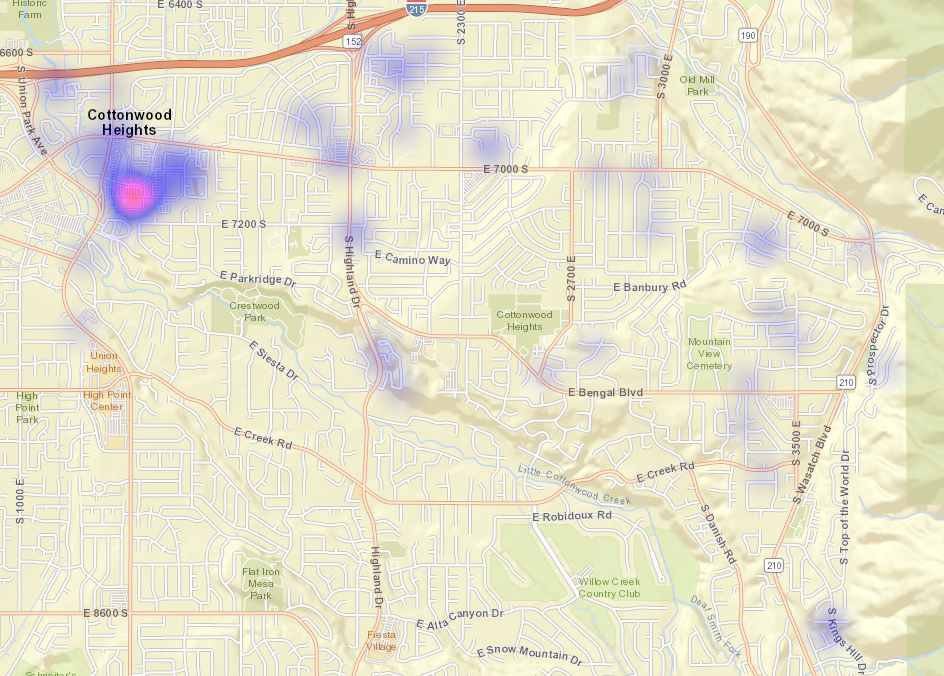 Historic
Farm
E 6400 S
215
S 2300 E
152
190
6600 S
S Union Park Ave
S 3000 E
Old Mill
Park
Cottonwood
Heights
E 7000 S
E 7200 S
E 7000 S
S Highland Dr
E Camino Way
S 2700 E
E Parkridge Dr
E Banbury Rd
Crestwood
Park
Cottonwood
Heights
S Prospector Dr
Mountain
View
Cemetery
E Siesta Dr
Union
Heights
210
E Bengal Blvd
High
Point
Park
High Point
Center
E Creek Rd
S 3500 E
S Wasatch Blvd
E Creek Rd
S 1000 E
Little Cottonwood Creek
S Top of the World Dr
E Robidoux Rd
S Danish Rd
210
Highland Dr
Flat Iron
Mesa
Park
Willow Creek
Country Club
Deaf Smith Fork
E 8600 S
E Alta Canyon Dr
S Kings Hill Dr
Fiesta
Village
E Snow Mountain Dr